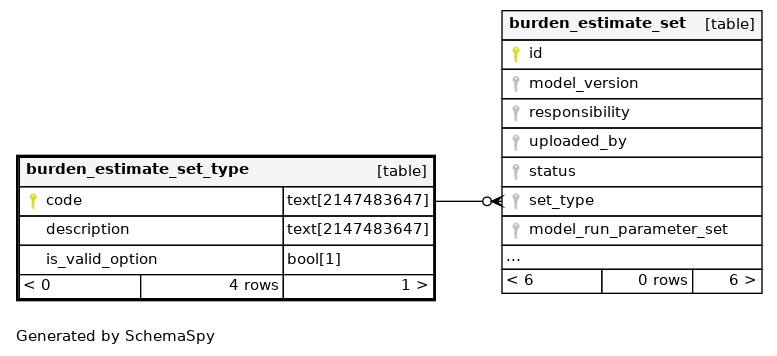 burden_estimate_set [table]
id
model_version
responsibility
uploaded_by
status
set_type
model_run_parameter_set
...
< 6 0 rows 6 >
burden_estimate_set_type [table]
code text[2147483647]
description text[2147483647]
is_valid_option bool[1]
< 0 4 rows 1 >
Generated by SchemaSpy